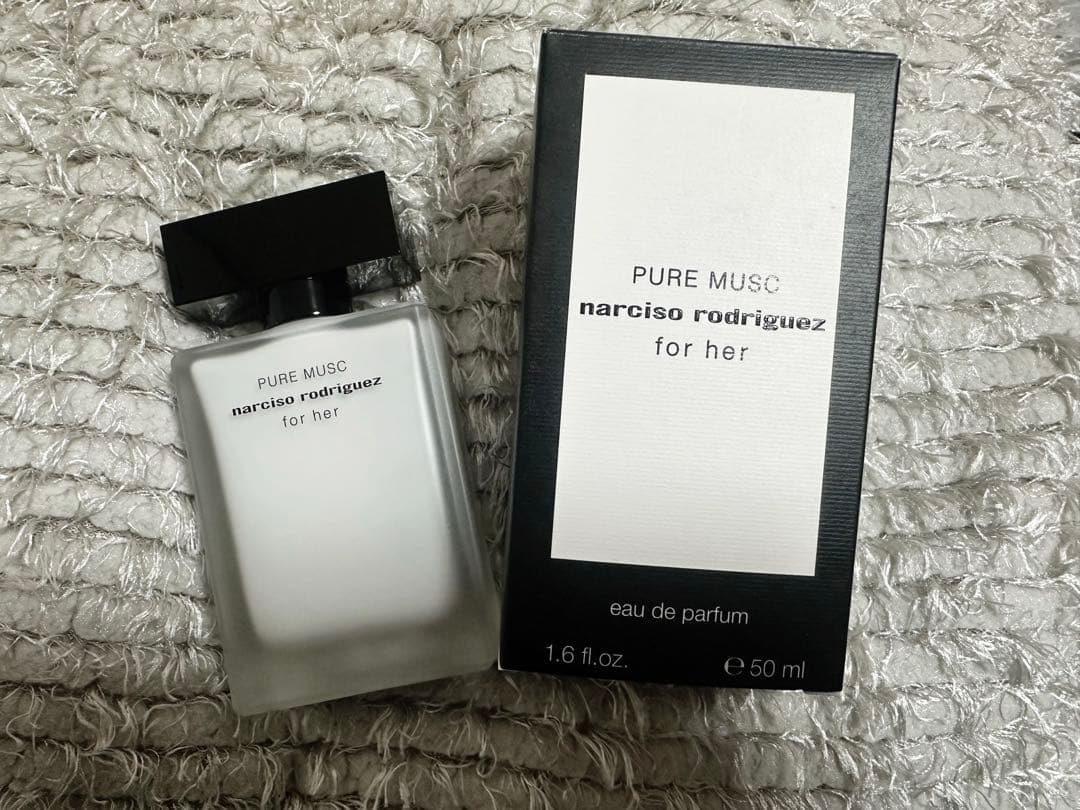 PURE MUSC
narciso rodriguez
for her
PURE MUSC
narciso rodriguez
for her
eau de parfum
1.6 fl.oz. ℮ 50 ml